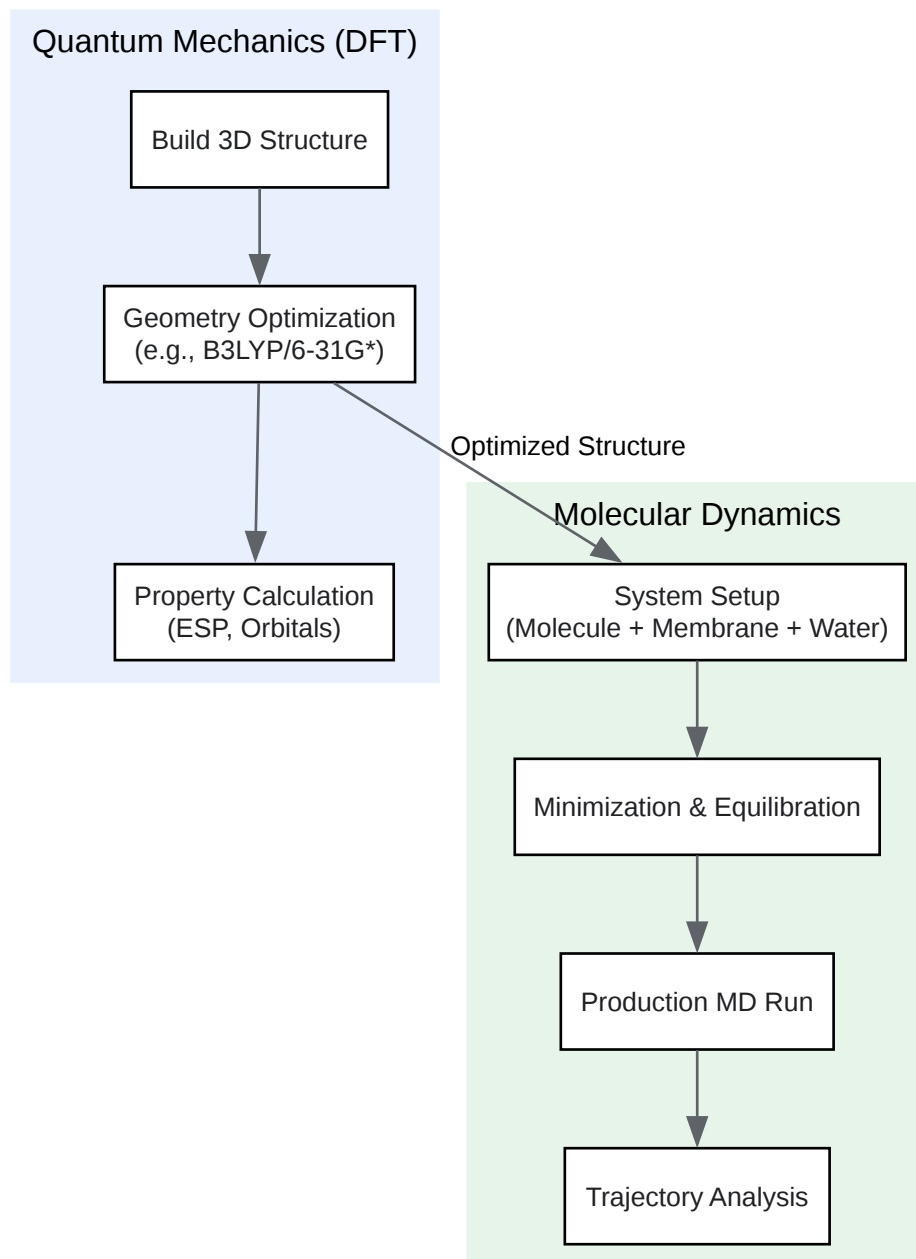 Quantum Mechanics (DFT)
Build 3D Structure
Geometry Optimization
(e.g., B3LYP/6-31G*)
Optimized Structure
Property Calculation
(ESP, Orbitals)
Molecular Dynamics
System Setup
(Molecule + Membrane + Water)
Minimization & Equilibration
Production MD Run
Trajectory Analysis